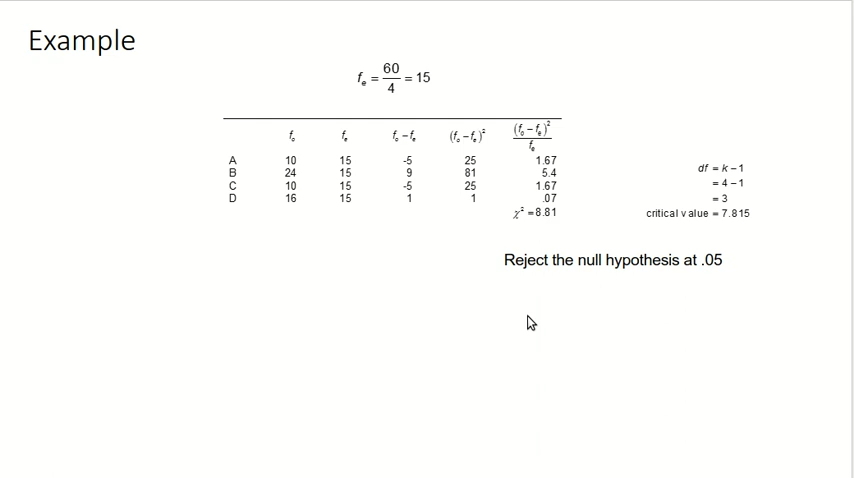 Example
fₑ = 60/4 = 15
fₒ fₑ fₒ – fₑ (fₒ – fₑ)² (fₒ – fₑ)²/fₑ
A 10 15 -5 25 1.67
B 24 15 9 81 5.4
C 10 15 -5 25 1.67
D 16 15 1 1 .07
χ² =8.81
df = k – 1
= 4 – 1
= 3
critical value = 7.815
Reject the null hypothesis at .05